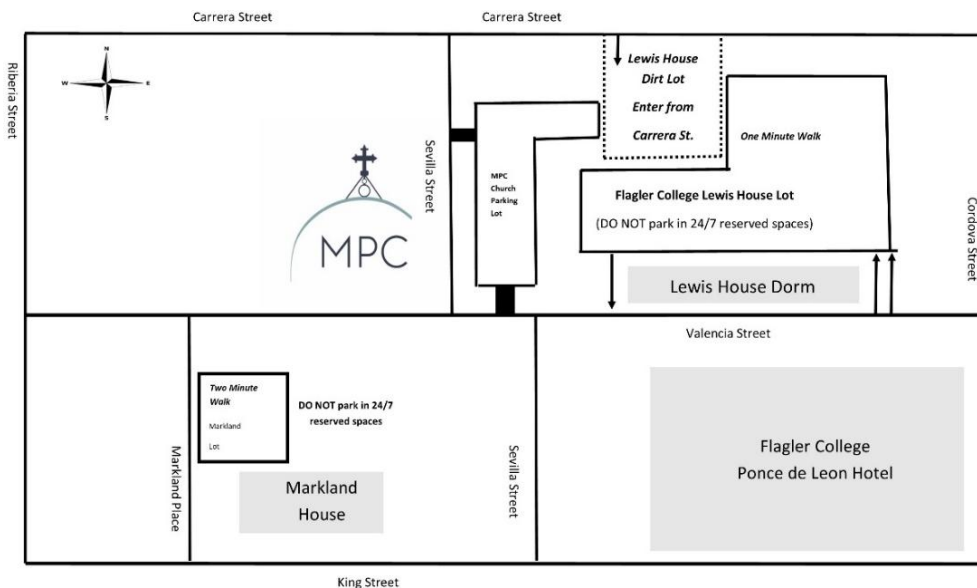 Carrera Street
Carrera Street
Riberia Street
N
W E
S
Lewis House
Dirt Lot
Enter from
Carrera St.
One Minute Walk
Sevilla Street
MPC
Church
Parking
Lot
MPC
Flagler College Lewis House Lot
(DO NOT park in 24/7 reserved spaces)
Cordova Street
Lewis House Dorm
Valencia Street
Two Minute
Walk
Markland
Lot
DO NOT park in 24/7
reserved spaces
Markland Place
Markland
House
Sevilla Street
Flagler College
Ponce de Leon Hotel
King Street